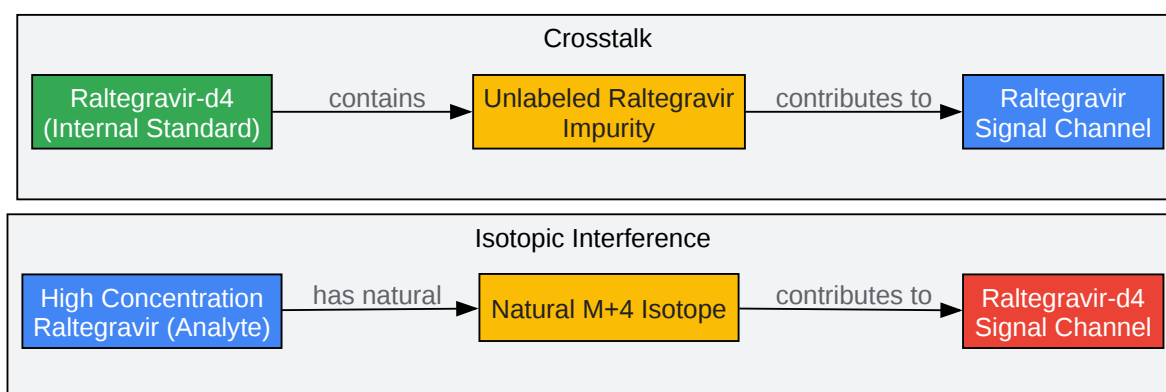 Crosstalk
Raltegravir-d4
(Internal Standard)
contains
Unlabeled Raltegravir
Impurity
contributes to
Raltegravir
Signal Channel
Isotopic Interference
High Concentration
Raltegravir (Analyte)
has natural
Natural M+4 Isotope
contributes to
Raltegravir-d4
Signal Channel